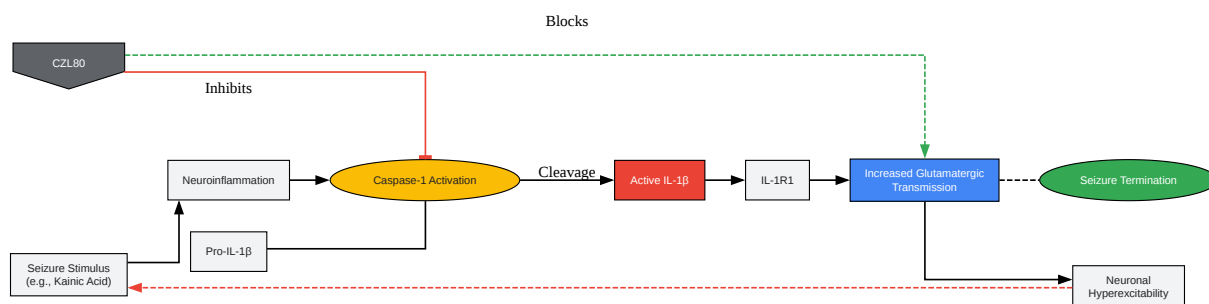 Blocks
CZL80
Inhibits
Neuroinflammation
Caspase-1 Activation
Cleavage
Active IL-1β
IL-1R1
Increased Glutamatergic
Transmission
Seizure Termination
Pro-IL-1β
Seizure Stimulus
(e.g., Kainic Acid)
Neuronal
Hyperexcitability